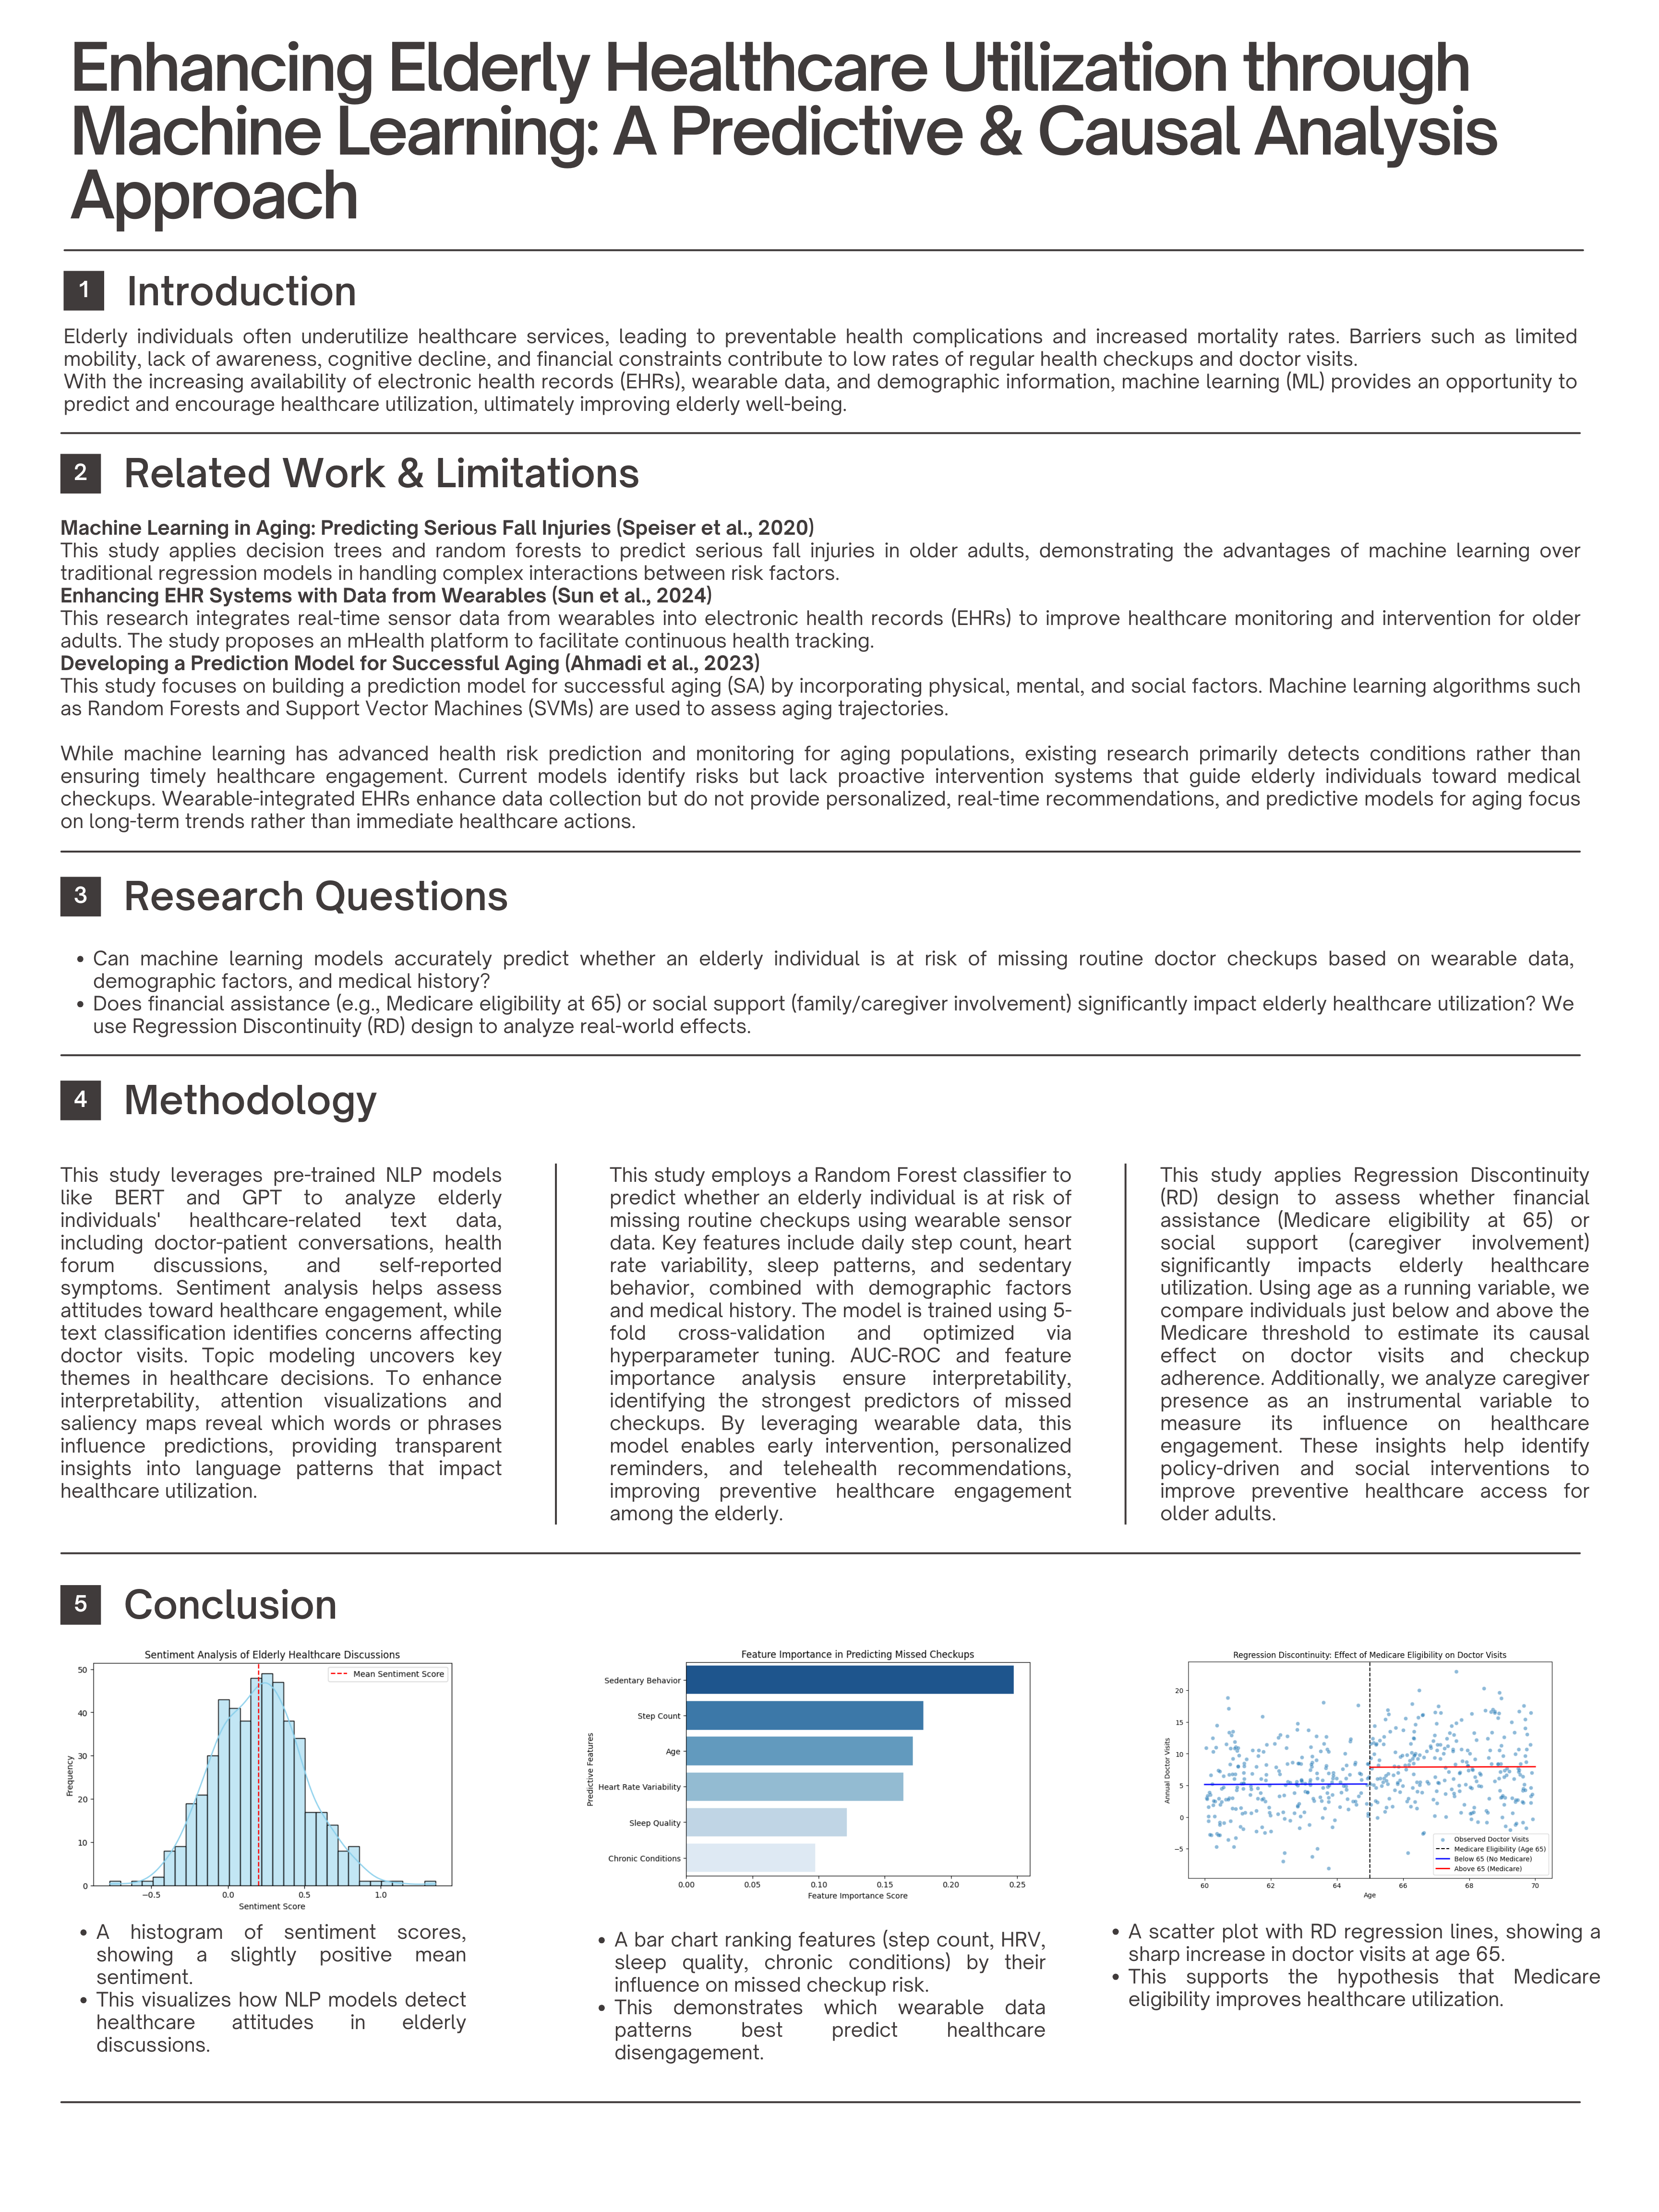 Enhancing Elderly Healthcare Utilization through
Machine Learning: A Predictive & Causal Analysis
Approach
1 Introduction
Elderly individuals often underutilize healthcare services, leading to preventable health complications and increased mortality rates. Barriers such as limited
mobility, lack of awareness, cognitive decline, and financial constraints contribute to low rates of regular health checkups and doctor visits.
With the increasing availability of electronic health records (EHRs), wearable data, and demographic information, machine learning (ML) provides an opportunity to
predict and encourage healthcare utilization, ultimately improving elderly well-being.
2 Related Work & Limitations
Machine Learning in Aging: Predicting Serious Fall Injuries (Speiser et al., 2020)
This study applies decision trees and random forests to predict serious fall injuries in older adults, demonstrating the advantages of machine learning over
traditional regression models in handling complex interactions between risk factors.
Enhancing EHR Systems with Data from Wearables (Sun et al., 2024)
This research integrates real-time sensor data from wearables into electronic health records (EHRs) to improve healthcare monitoring and intervention for older
adults. The study proposes an mHealth platform to facilitate continuous health tracking.
Developing a Prediction Model for Successful Aging (Ahmadi et al., 2023)
This study focuses on building a prediction model for successful aging (SA) by incorporating physical, mental, and social factors. Machine learning algorithms such
as Random Forests and Support Vector Machines (SVMs) are used to assess aging trajectories.
While machine learning has advanced health risk prediction and monitoring for aging populations, existing research primarily detects conditions rather than
ensuring timely healthcare engagement. Current models identify risks but lack proactive intervention systems that guide elderly individuals toward medical
checkups. Wearable-integrated EHRs enhance data collection but do not provide personalized, real-time recommendations, and predictive models for aging focus
on long-term trends rather than immediate healthcare actions.
3 Research Questions
• Can machine learning models accurately predict whether an elderly individual is at risk of missing routine doctor checkups based on wearable data,
demographic factors, and medical history?
• Does financial assistance (e.g., Medicare eligibility at 65) or social support (family/caregiver involvement) significantly impact elderly healthcare utilization? We
use Regression Discontinuity (RD) design to analyze real-world effects.
4 Methodology
This study leverages pre-trained NLP models
like BERT and GPT to analyze elderly
individuals' healthcare-related text data,
including doctor-patient conversations, health
forum discussions, and self-reported
symptoms. Sentiment analysis helps assess
attitudes toward healthcare engagement, while
text classification identifies concerns affecting
doctor visits. Topic modeling uncovers key
themes in healthcare decisions. To enhance
interpretability, attention visualizations and
saliency maps reveal which words or phrases
influence predictions, providing transparent
insights into language patterns that impact
healthcare utilization.
This study employs a Random Forest classifier to
predict whether an elderly individual is at risk of
missing routine checkups using wearable sensor
data. Key features include daily step count, heart
rate variability, sleep patterns, and sedentary
behavior, combined with demographic factors
and medical history. The model is trained using 5-
fold cross-validation and optimized via
hyperparameter tuning. AUC-ROC and feature
importance analysis ensure interpretability,
identifying the strongest predictors of missed
checkups. By leveraging wearable data, this
model enables early intervention, personalized
reminders, and telehealth recommendations,
improving preventive healthcare engagement
among the elderly.
This study applies Regression Discontinuity
(RD) design to assess whether financial
assistance (Medicare eligibility at 65) or
social support (caregiver involvement)
significantly impacts elderly healthcare
utilization. Using age as a running variable, we
compare individuals just below and above the
Medicare threshold to estimate its causal
effect on doctor visits and checkup
adherence. Additionally, we analyze caregiver
presence as an instrumental variable to
measure its influence on healthcare
engagement. These insights help identify
policy-driven and social interventions to
improve preventive healthcare access for
older adults.
5 Conclusion
Sentiment Analysis of Elderly Healthcare Discussions
Mean Sentiment Score
Frequency
50
40
30
20
10
0
−0.5 0.0 0.5 1.0
Sentiment Score
• A histogram of sentiment scores,
showing a slightly positive mean
sentiment.
• This visualizes how NLP models detect
healthcare attitudes in elderly
discussions.
Feature Importance in Predicting Missed Checkups
Predictive Features
Sedentary Behavior
Step Count
Age
Heart Rate Variability
Sleep Quality
Chronic Conditions
0.00 0.05 0.10 0.15 0.20 0.25
Feature Importance Score
• A bar chart ranking features (step count, HRV,
sleep quality, chronic conditions) by their
influence on missed checkup risk.
• This demonstrates which wearable data
patterns best predict healthcare
disengagement.
Regression Discontinuity: Effect of Medicare Eligibility on Doctor Visits
Annual Doctor Visits
20
15
10
5
0
−5
Observed Doctor Visits
Medicare Eligibility (Age 65)
Below 65 (No Medicare)
Above 65 (Medicare)
60 62 64 66 68 70
Age
• A scatter plot with RD regression lines, showing a
sharp increase in doctor visits at age 65.
• This supports the hypothesis that Medicare
eligibility improves healthcare utilization.